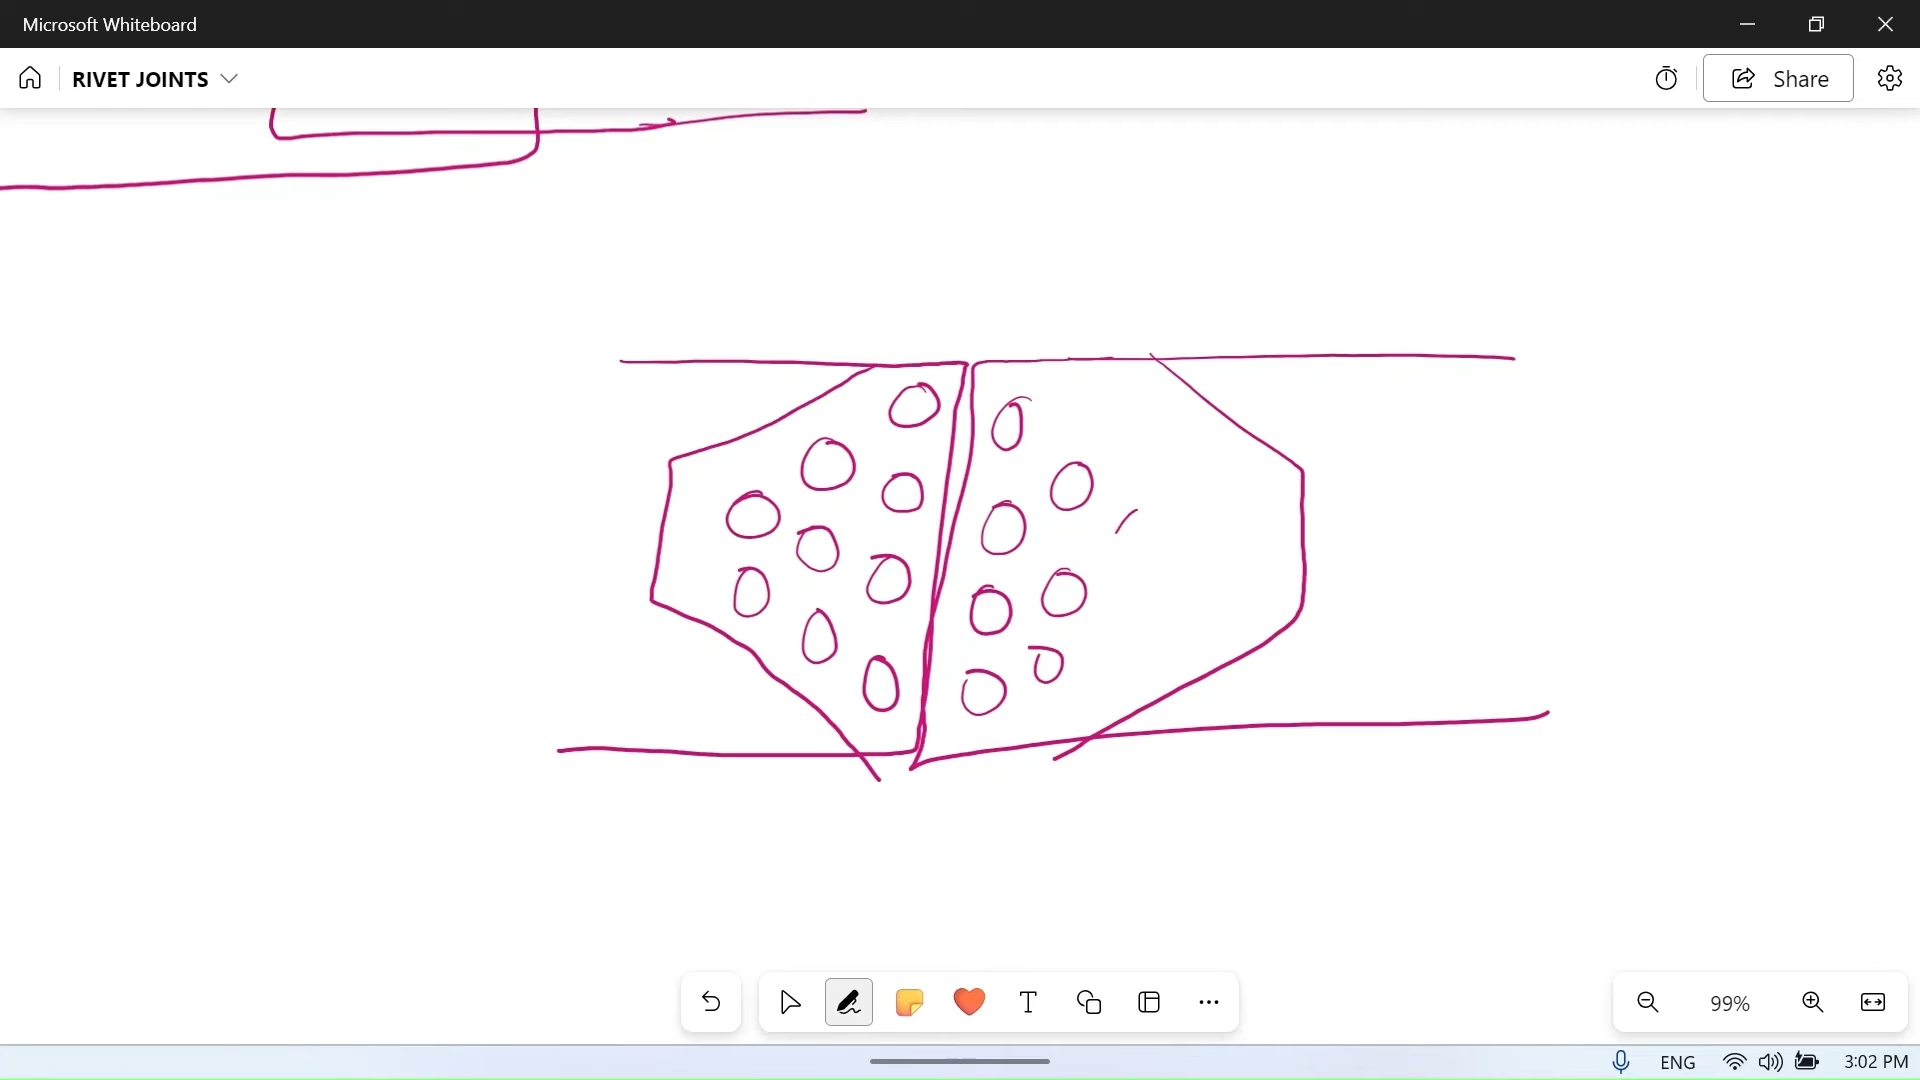 Microsoft Whiteboard
RIVET JOINTS
Share
99%
ENG
3:02 PM